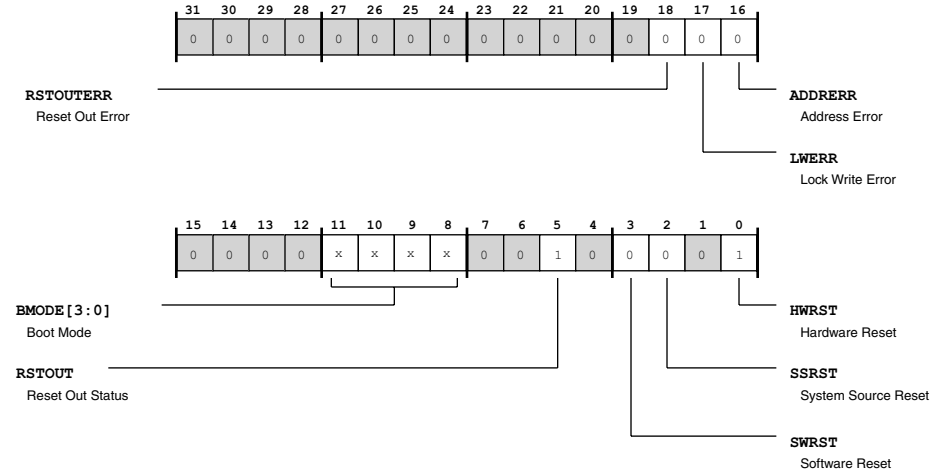 31 30 29 28 27 26 25 24 23 22 21 20 19 18 17 16
0 0 0 0 0 0 0 0 0 0 0 0 0 0 0 0
RSTOUTERR
Reset Out Error
ADDRERR
Address Error
LWERR
Lock Write Error
15 14 13 12 11 10 9 8 7 6 5 4 3 2 1 0
0 0 0 0 x x x x 0 0 1 0 0 0 0 1
BMODE[3:0]
Boot Mode
HWRST
Hardware Reset
RSTOUT
Reset Out Status
SSRST
System Source Reset
SWRST
Software Reset